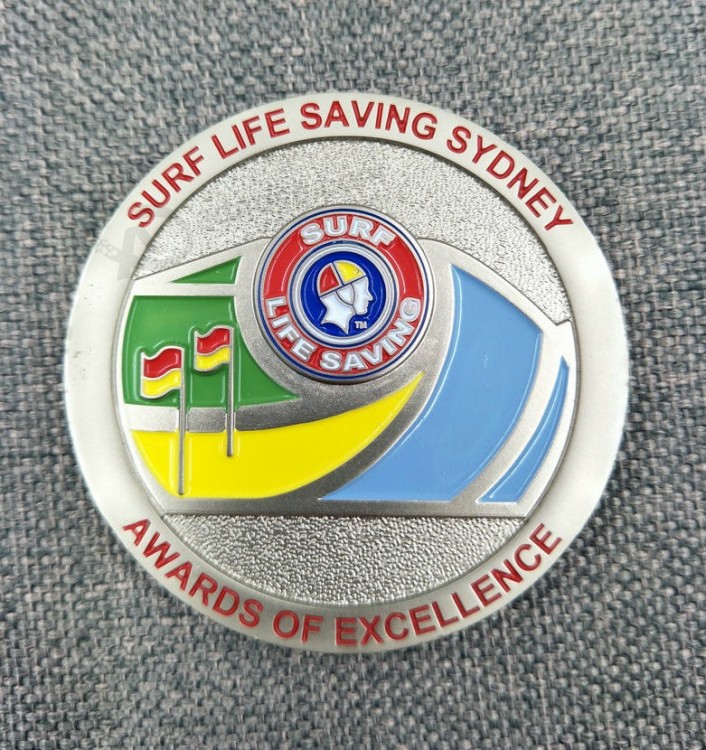 SURF LIFE SAVING SYDNEY
SURF
LIFE SAVING
TM
AWARDS OF EXCELLENCE